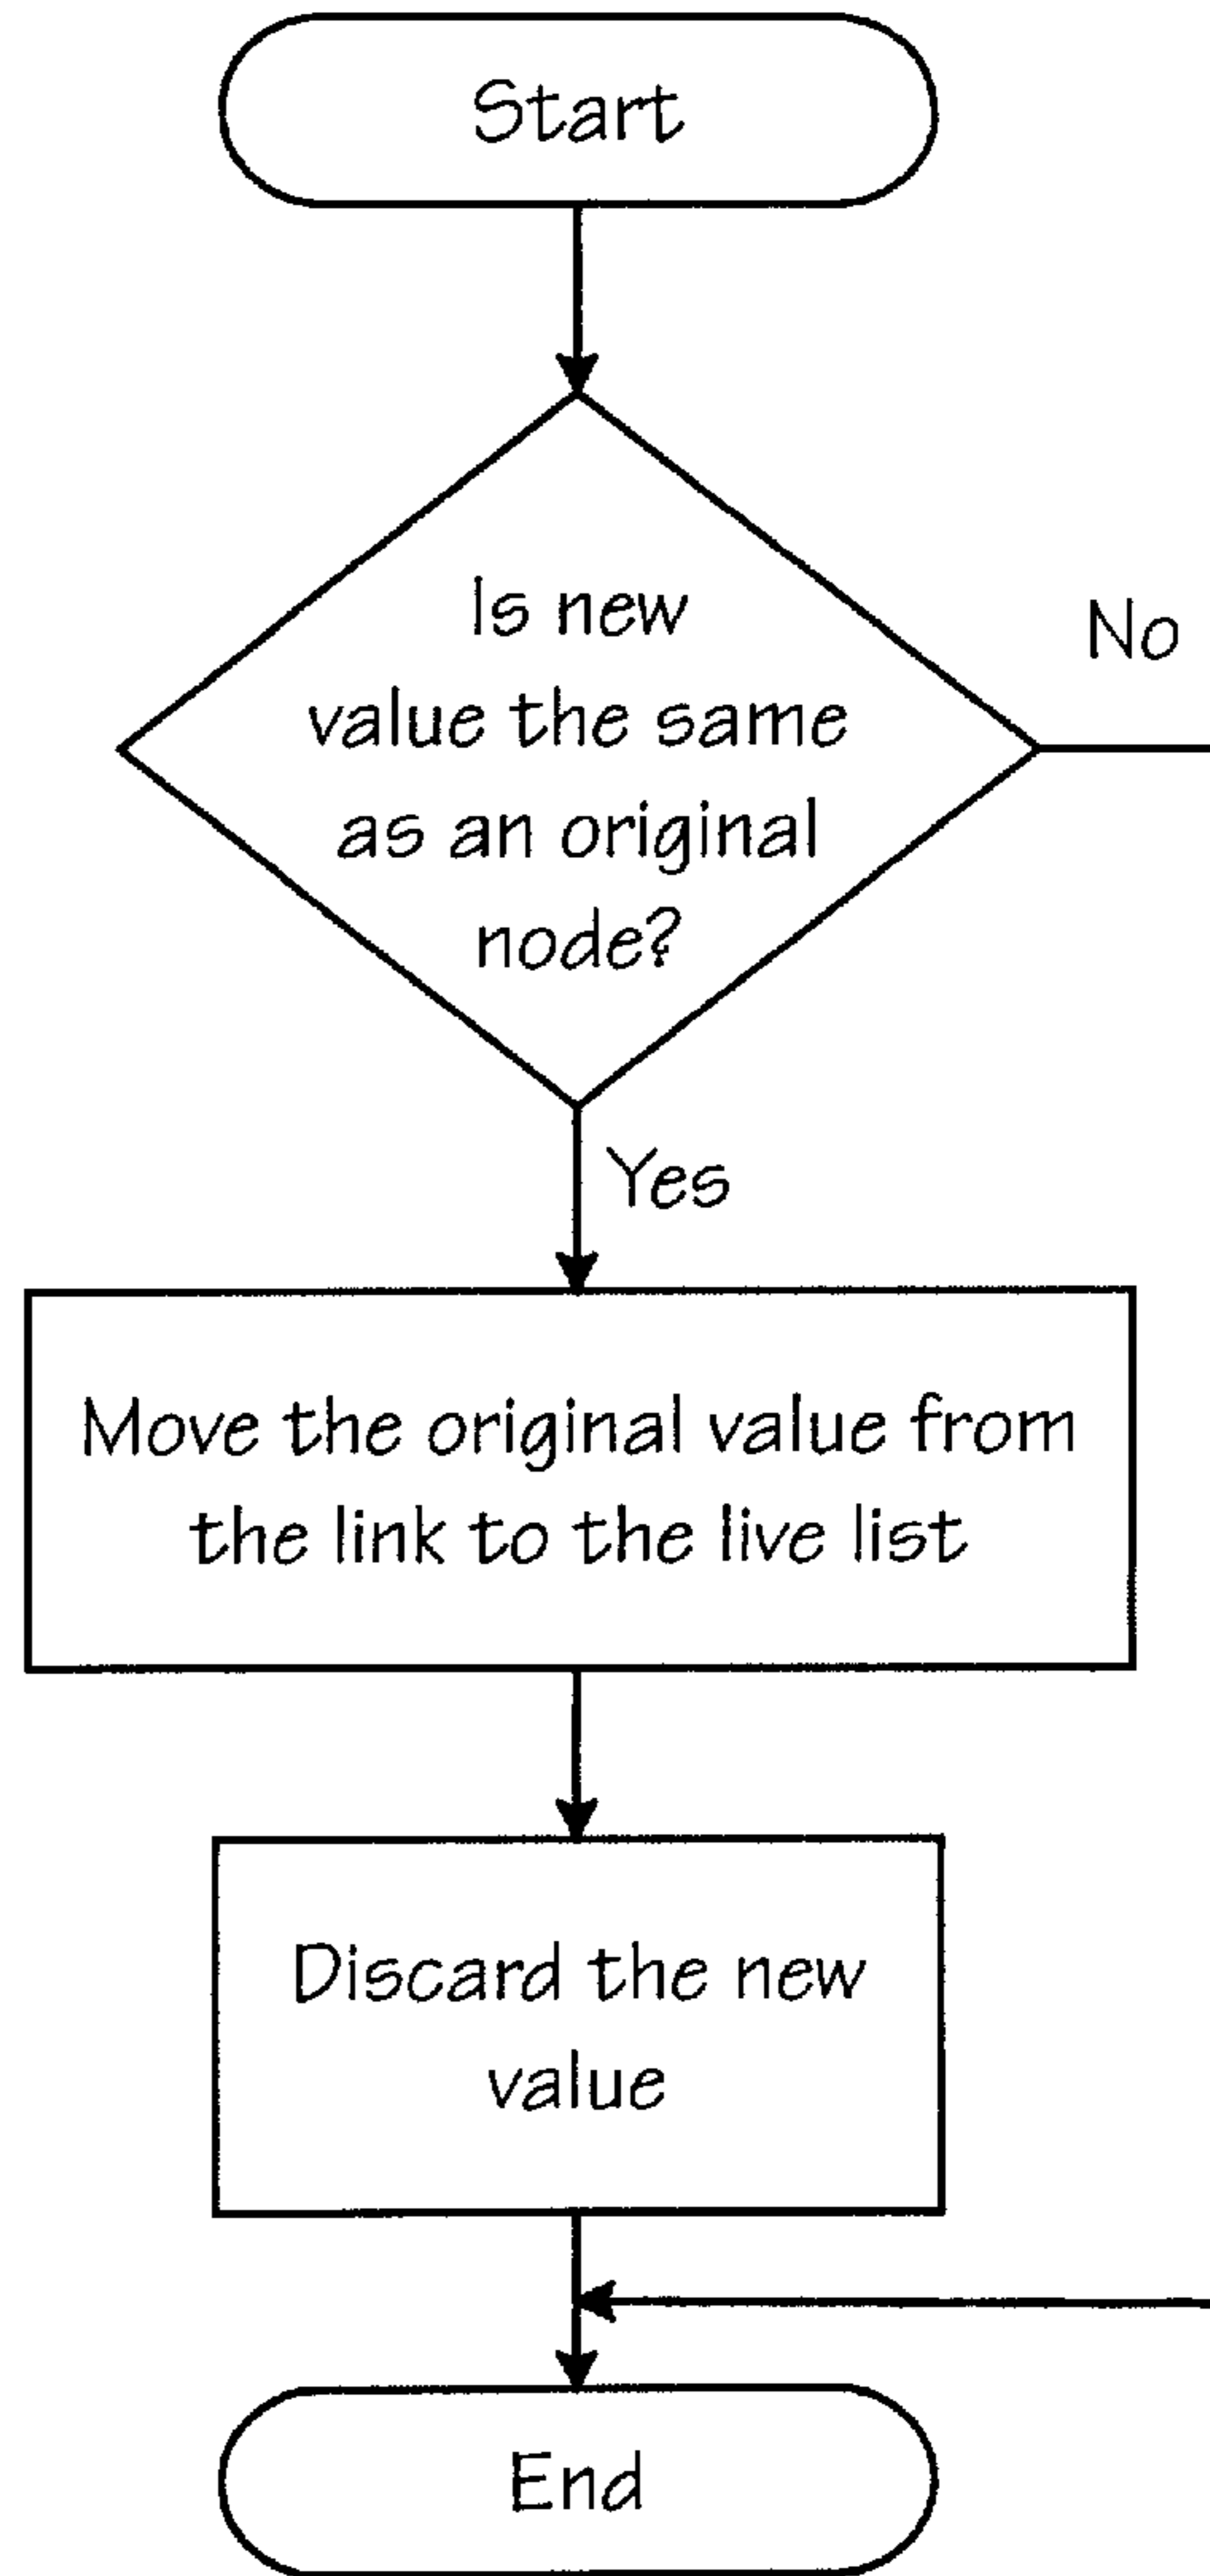 Start
Is new
value the same
as an original
node?
No
Yes
Move the original value from
the link to the live list
Discard the new
value
End